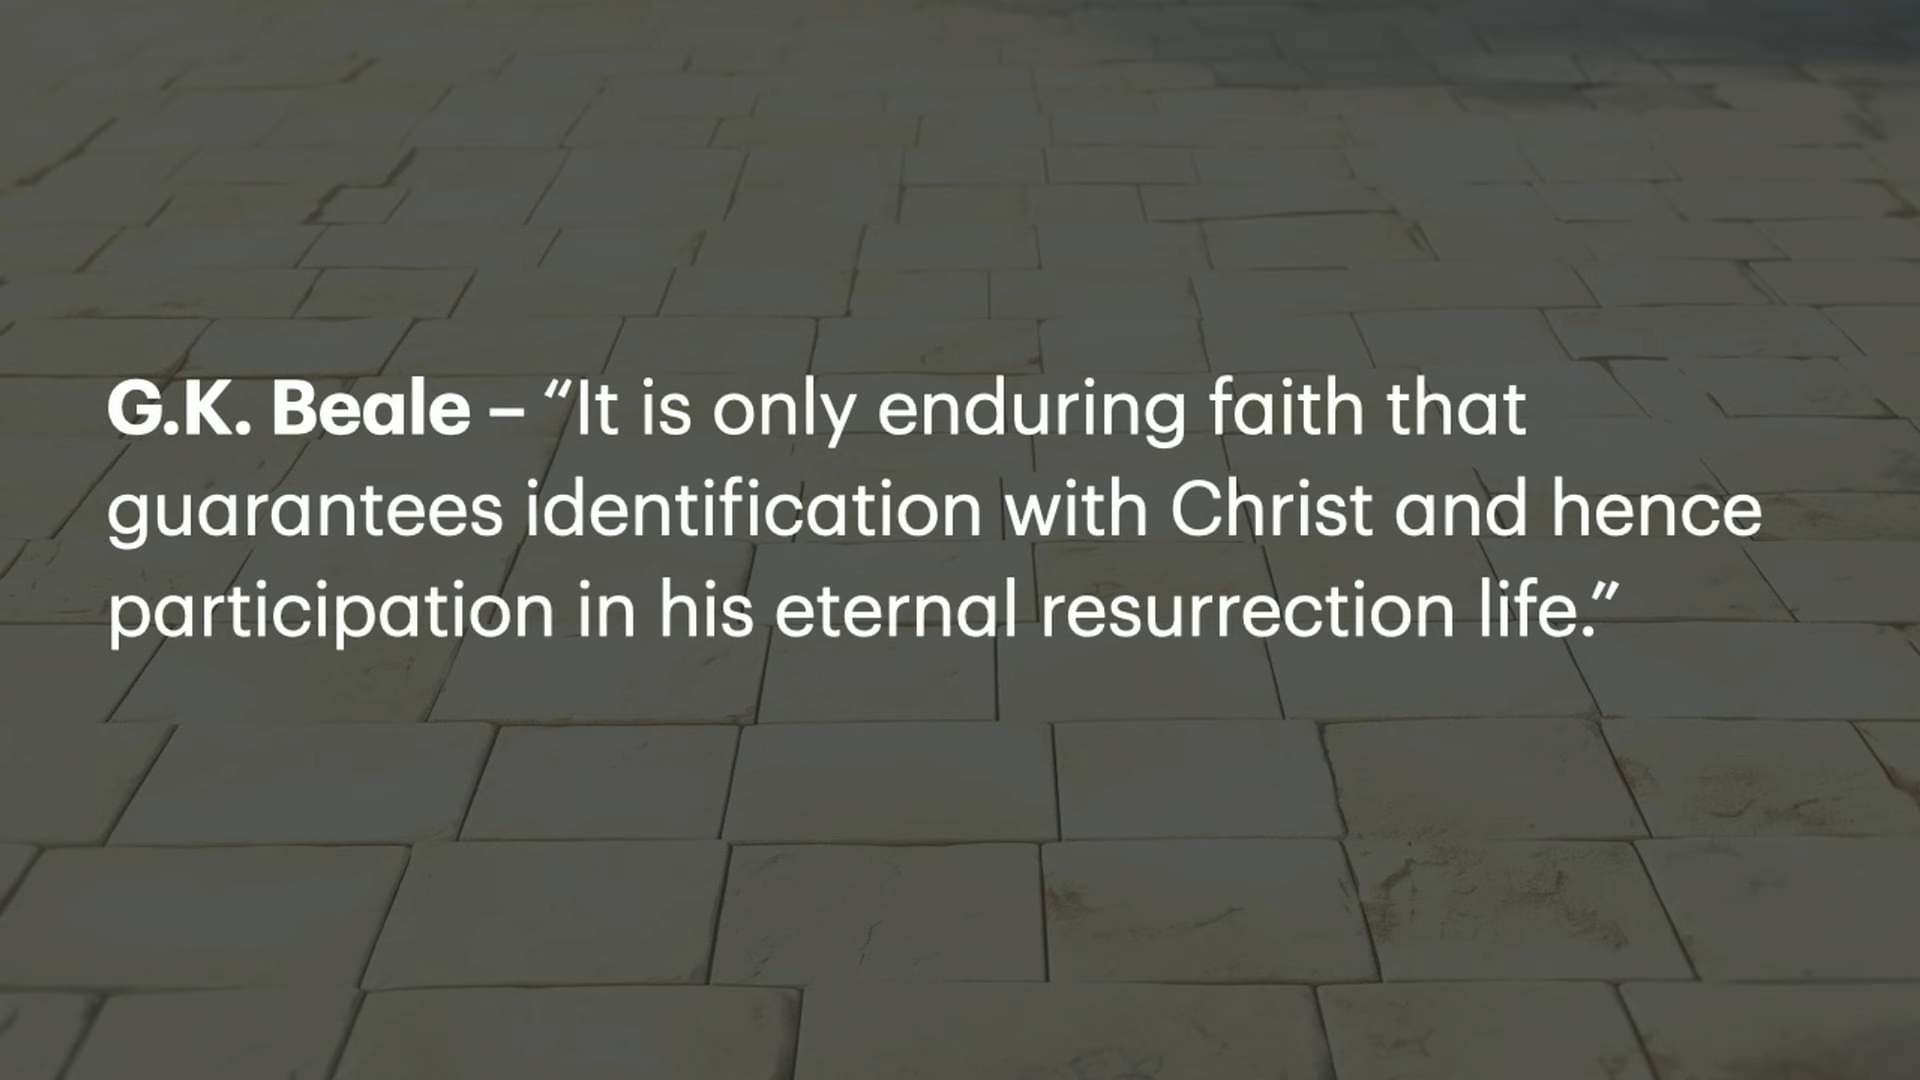 G.K. Beale – “It is only enduring faith that
guarantees identification with Christ and hence
participation in his eternal resurrection life.”